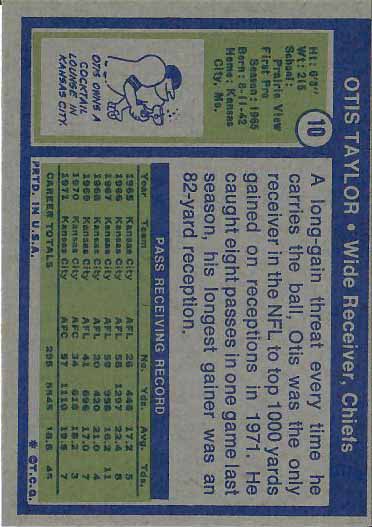 OTIS TAYLOR • Wide Receiver, Chiefs
10
Ht: 6'3"
Wt: 215
School:
Prairie View
First Pro
Season: 1965
Born: 8-11-42
Home: Kansas
City, Mo.
OTIS OWNS A
COCKTAIL
LOUNGE IN
KANSAS CITY.
A long-gain threat every time he
carries the ball, Otis was the only
receiver in the NFL to top 1000 yards
gained on receptions in 1971. He
caught eight passes in one game last
season, his longest gainer was an
82-yard reception.
PASS RECEIVING RECORD
Year Team No. Yds. Avg. Tds.
1965 Kansas City AFL 26 446 17.2 5
1966 Kansas City AFL 58 1297 22.4 8
1967 Kansas City AFL 59 958 16.2 11
1968 Kansas City AFL 20 420 21.0 4
1969 Kansas City AFL 41 696 17.0 7
1970 Kansas City AFC 34 618 18.2 3
1971 Kansas City AFC 57 1110 19.5 7
CAREER TOTALS 295 5545 18.8 45
PRTD. IN U.S.A.
* ©T.C.G.